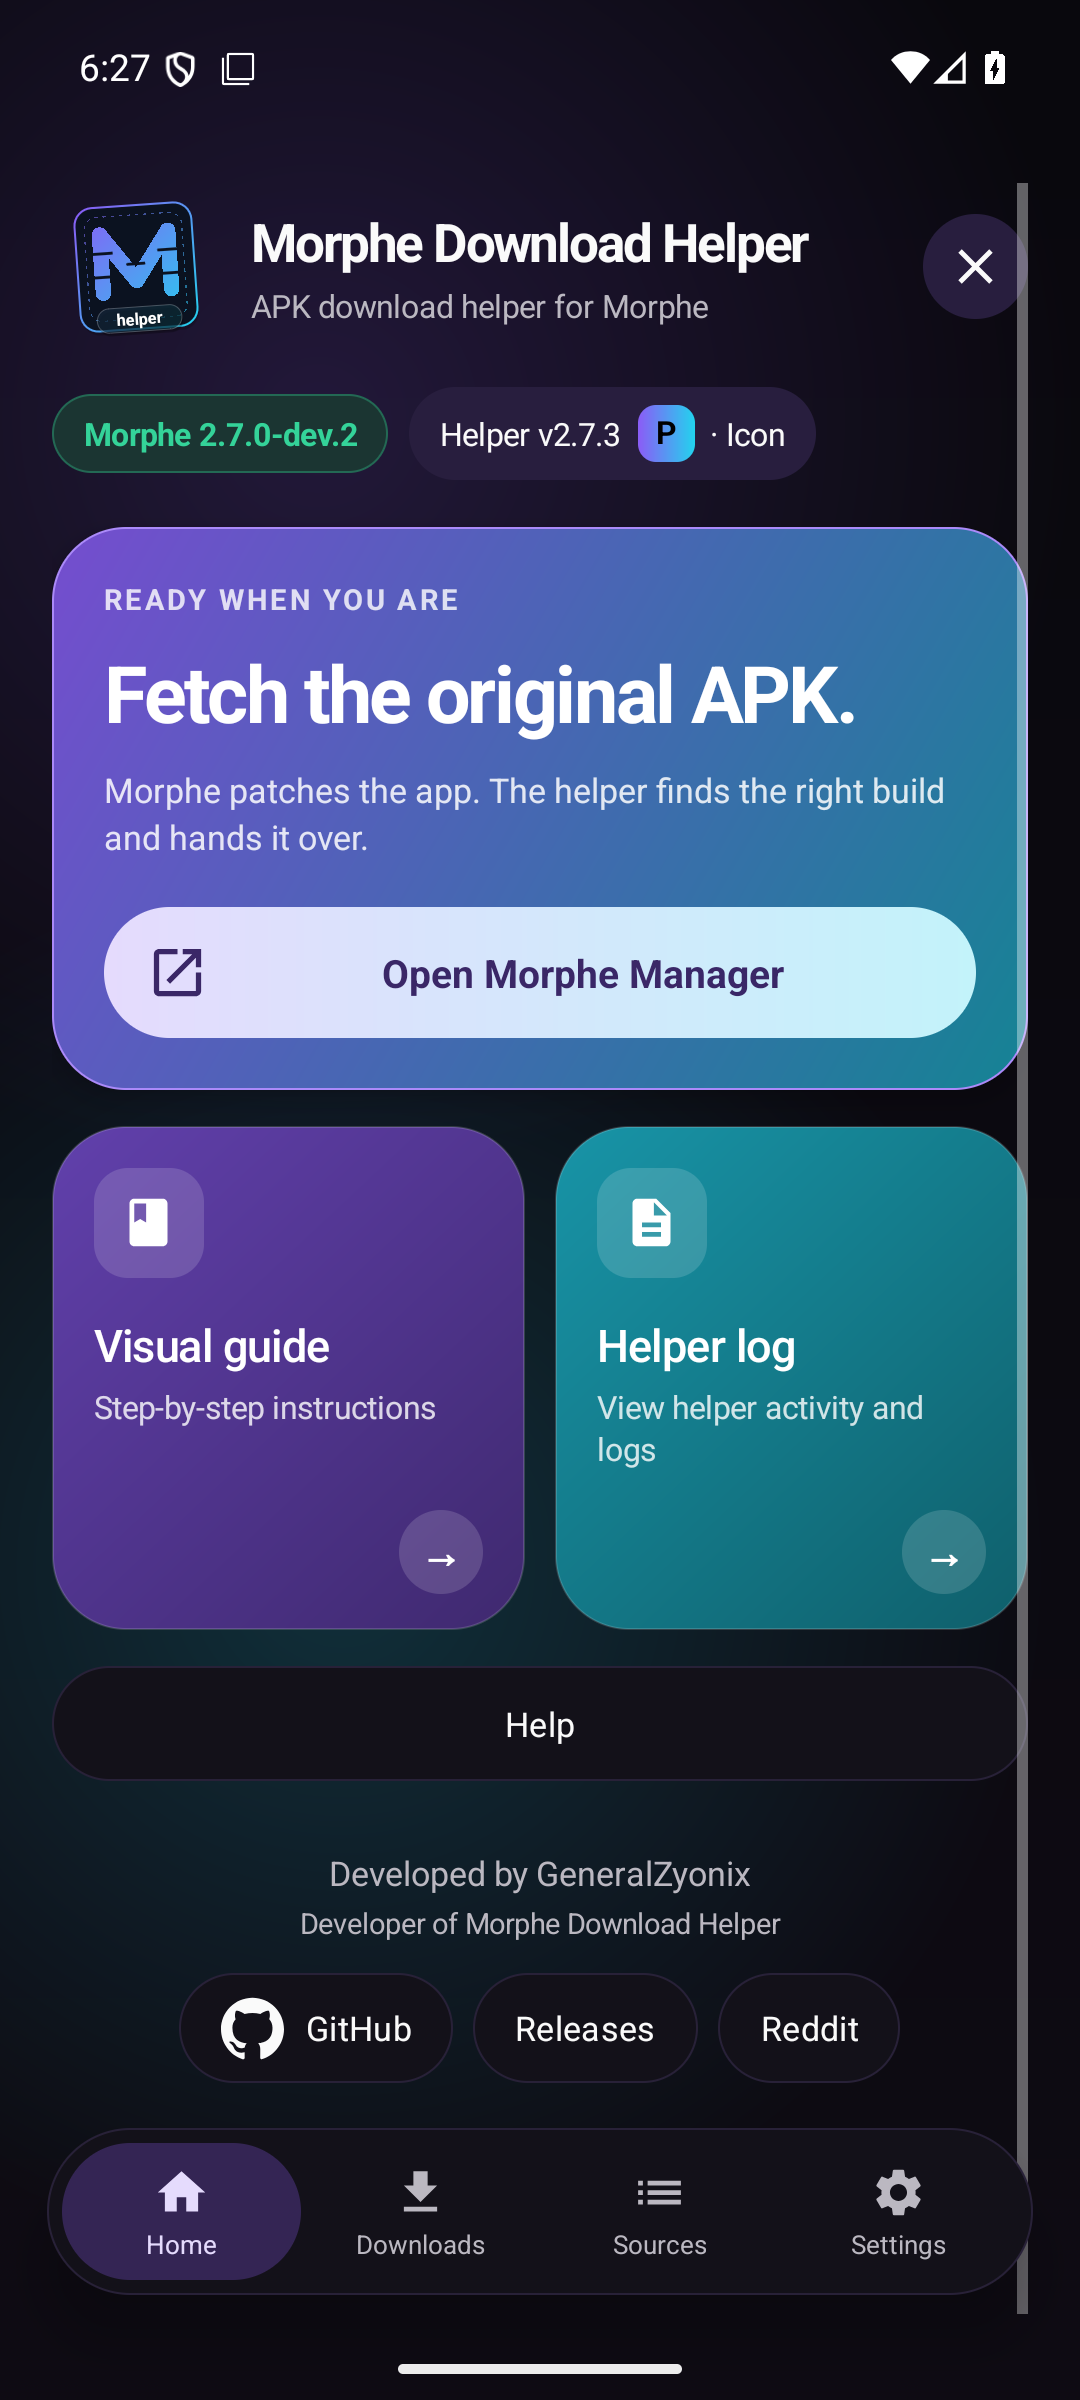 6:27
Morphe Download Helper
APK download helper for Morphe
helper
Morphe 2.7.0-dev.2
Helper v2.7.3 P · Icon
READY WHEN YOU ARE
Fetch the original APK.
Morphe patches the app. The helper finds the right build
and hands it over.
Open Morphe Manager
Visual guide
Step-by-step instructions
→
Helper log
View helper activity and
logs
→
Help
Developed by GeneralZyonix
Developer of Morphe Download Helper
GitHub
Releases
Reddit
Home
Downloads
Sources
Settings